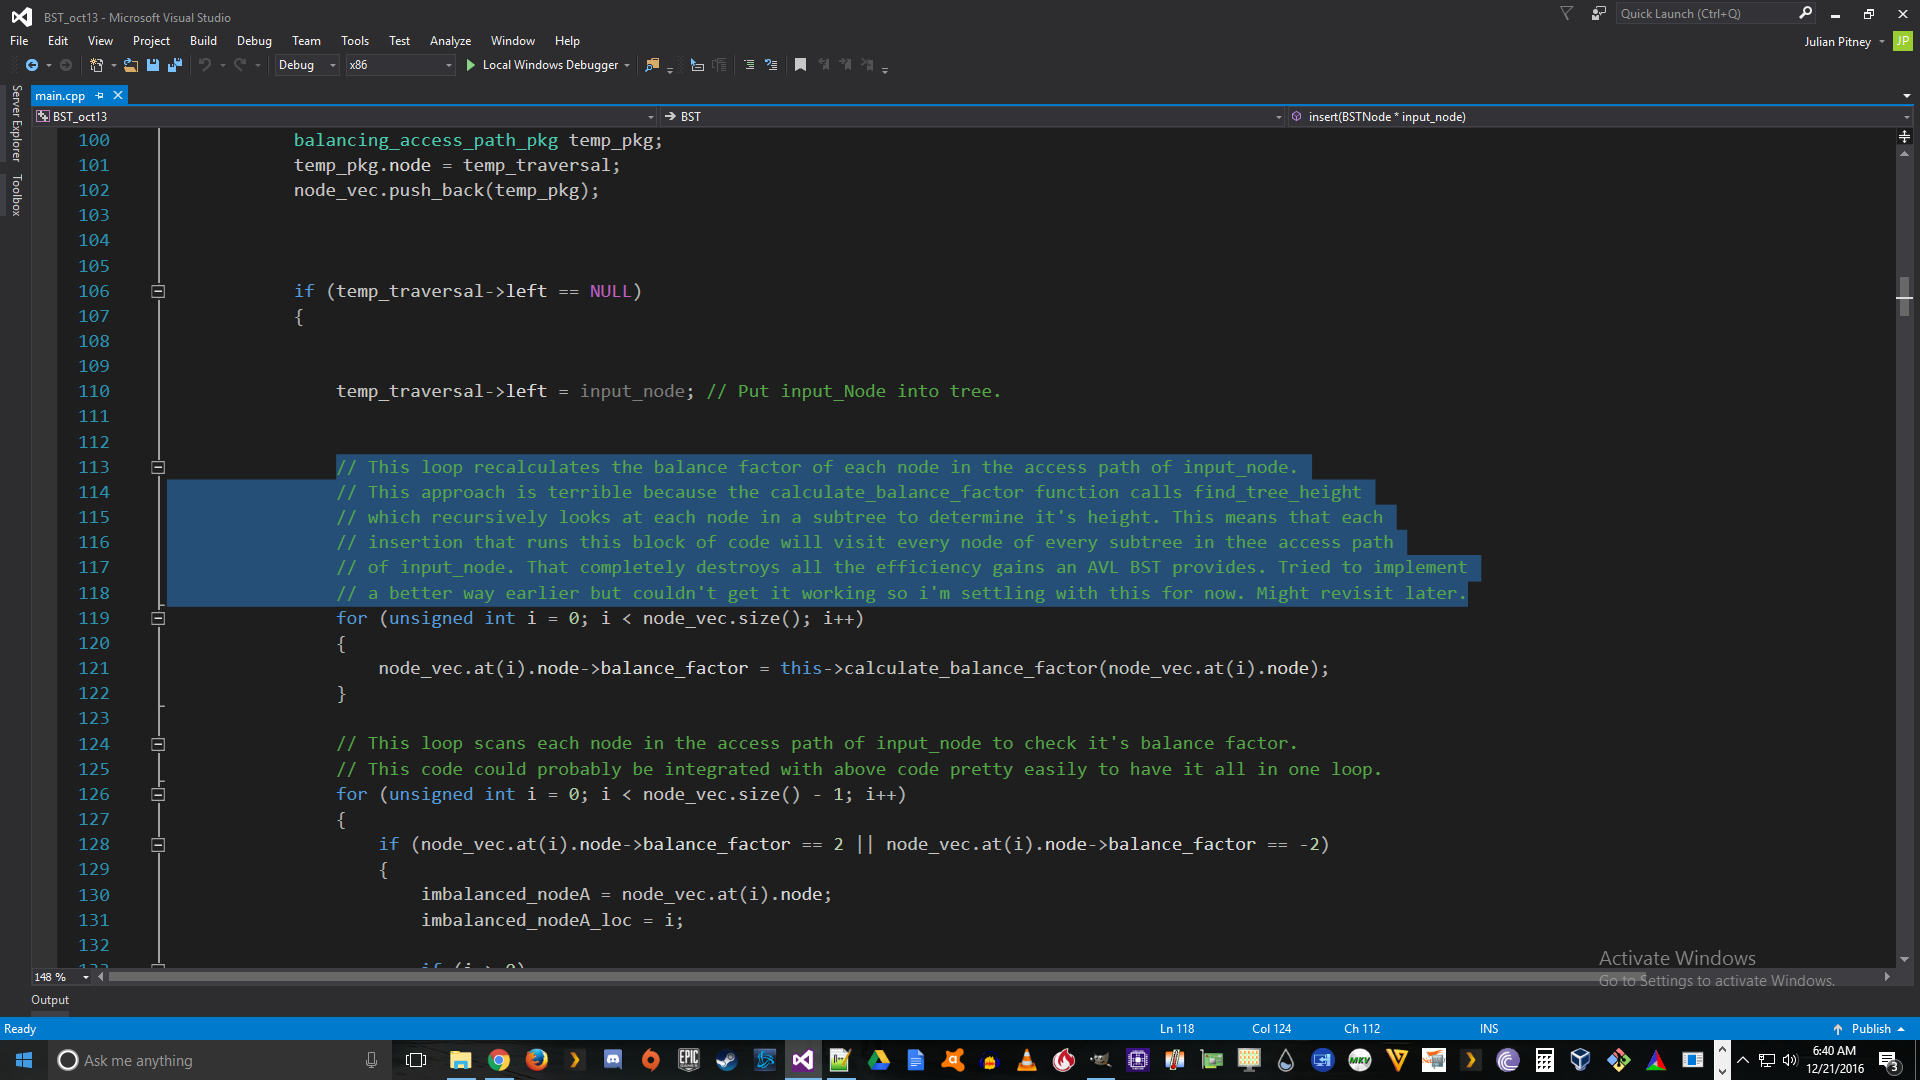 BST_oct13 - Microsoft Visual Studio
Quick Launch (Ctrl+Q)
File Edit View Project Build Debug Team Tools Test Analyze Window Help
Julian Pitney JP
Debug x86 Local Windows Debugger
Server Explorer
Toolbox
main.cpp
BST_oct13 BST insert(BSTNode * input_node)
100 balancing_access_path_pkg temp_pkg;
101 temp_pkg.node = temp_traversal;
102 node_vec.push_back(temp_pkg);
103
104
105
106 if (temp_traversal->left == NULL)
107 {
108
109
110 temp_traversal->left = input_node; // Put input_Node into tree.
111
112
113 // This loop recalculates the balance factor of each node in the access path of input_node.
114 // This approach is terrible because the calculate_balance_factor function calls find_tree_height
115 // which recursively looks at each node in a subtree to determine it's height. This means that each
116 // insertion that runs this block of code will visit every node of every subtree in thee access path
117 // of input_node. That completely destroys all the efficiency gains an AVL BST provides. Tried to implement
118 // a better way earlier but couldn't get it working so i'm settling with this for now. Might revisit later.
119 for (unsigned int i = 0; i < node_vec.size(); i++)
120 {
121 node_vec.at(i).node->balance_factor = this->calculate_balance_factor(node_vec.at(i).node);
122 }
123
124 // This loop scans each node in the access path of input_node to check it's balance factor.
125 // This code could probably be integrated with above code pretty easily to have it all in one loop.
126 for (unsigned int i = 0; i < node_vec.size() - 1; i++)
127 {
128 if (node_vec.at(i).node->balance_factor == 2 || node_vec.at(i).node->balance_factor == -2)
129 {
130 imbalanced_nodeA = node_vec.at(i).node;
131 imbalanced_nodeA_loc = i;
132
133 if (i > 0)
Activate Windows
Go to Settings to activate Windows.
148 %
Output
Ready Ln 118 Col 124 Ch 112 INS Publish
Ask me anything
EPIC GAMES
MKV
6:40 AM
12/21/2016
3